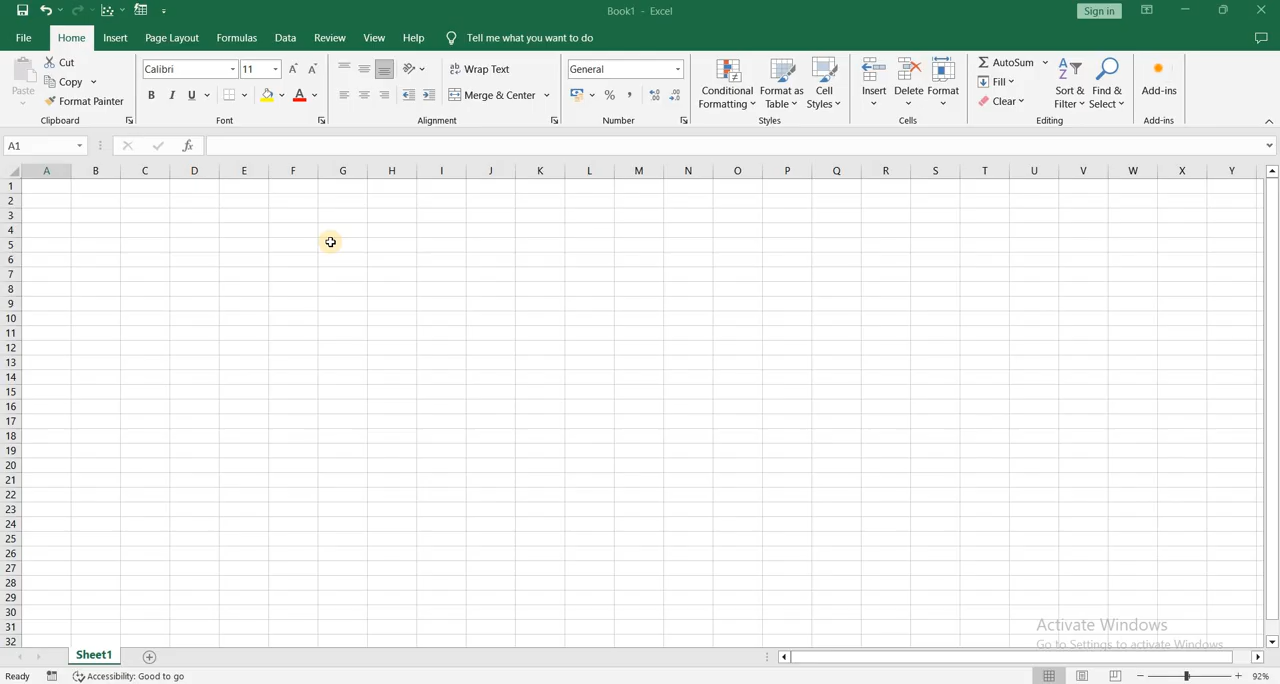 Book1 - Excel
Sign in
File Home Insert Page Layout Formulas Data Review View Help Tell me what you want to do
Paste
Cut
Copy
Format Painter
Clipboard
Calibri 11
B I U
Font
Wrap Text
Merge & Center
Alignment
General
Number
Conditional Formatting
Format as Table
Cell Styles
Styles
Insert
Delete
Format
Cells
AutoSum
Fill
Clear
Sort & Filter
Find & Select
Editing
Add-ins
Add-ins
A1
fx
A B C D E F G H I J K L M N O P Q R S T U V W X Y
1
2
3
4
5
6
7
8
9
10
11
12
13
14
15
16
17
18
19
20
21
22
23
24
25
26
27
28
29
30
31
32
Activate Windows
Go to Settings to activate Windows.
Sheet1
Ready
Accessibility: Good to go
92%